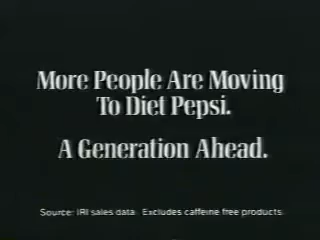 More People Are Moving
To Diet Pepsi.
A Generation Ahead.
Source: IRI sales data. Excludes caffeine free products.